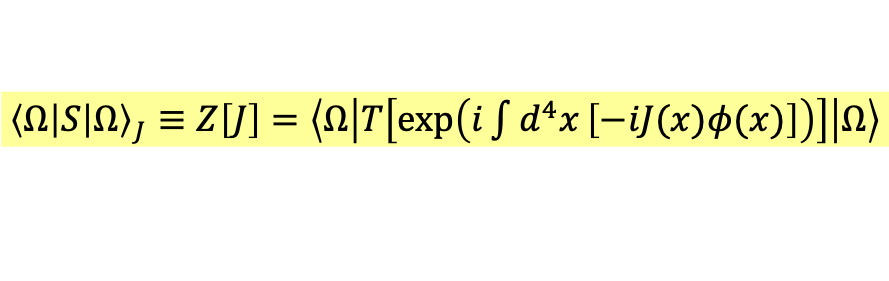 ⟨Ω|S|Ω⟩_J ≡ Z[J] = ⟨Ω|T[exp(i ∫ d⁴x [−iJ(x)ϕ(x)])]|Ω⟩